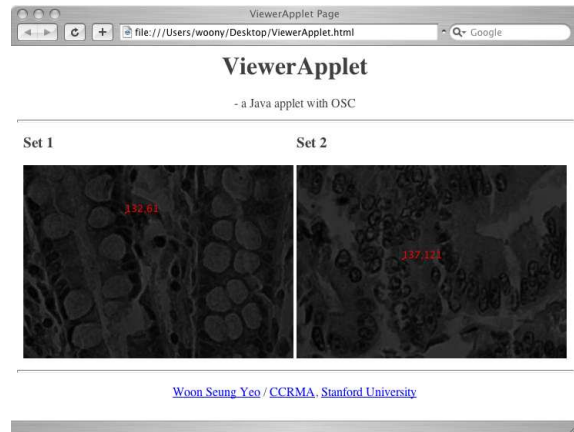 ViewerApplet Page
file:///Users/woony/Desktop/ViewerApplet.html
Google
ViewerApplet
- a Java applet with OSC
Set 1
Set 2
132,61
137,121
Woon Seung Yeo / CCRMA, Stanford University